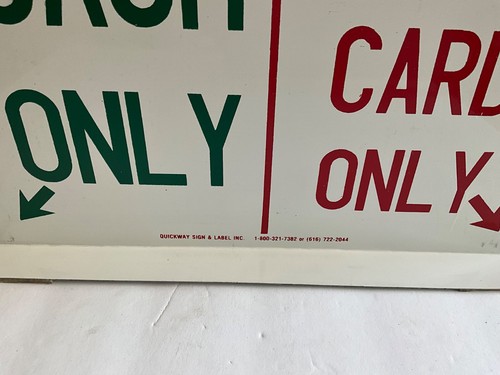 CARD
ONLY
ONLY
QUICKWAY SIGN & LABEL INC. 1-800-321-7382 or (616) 722-2044